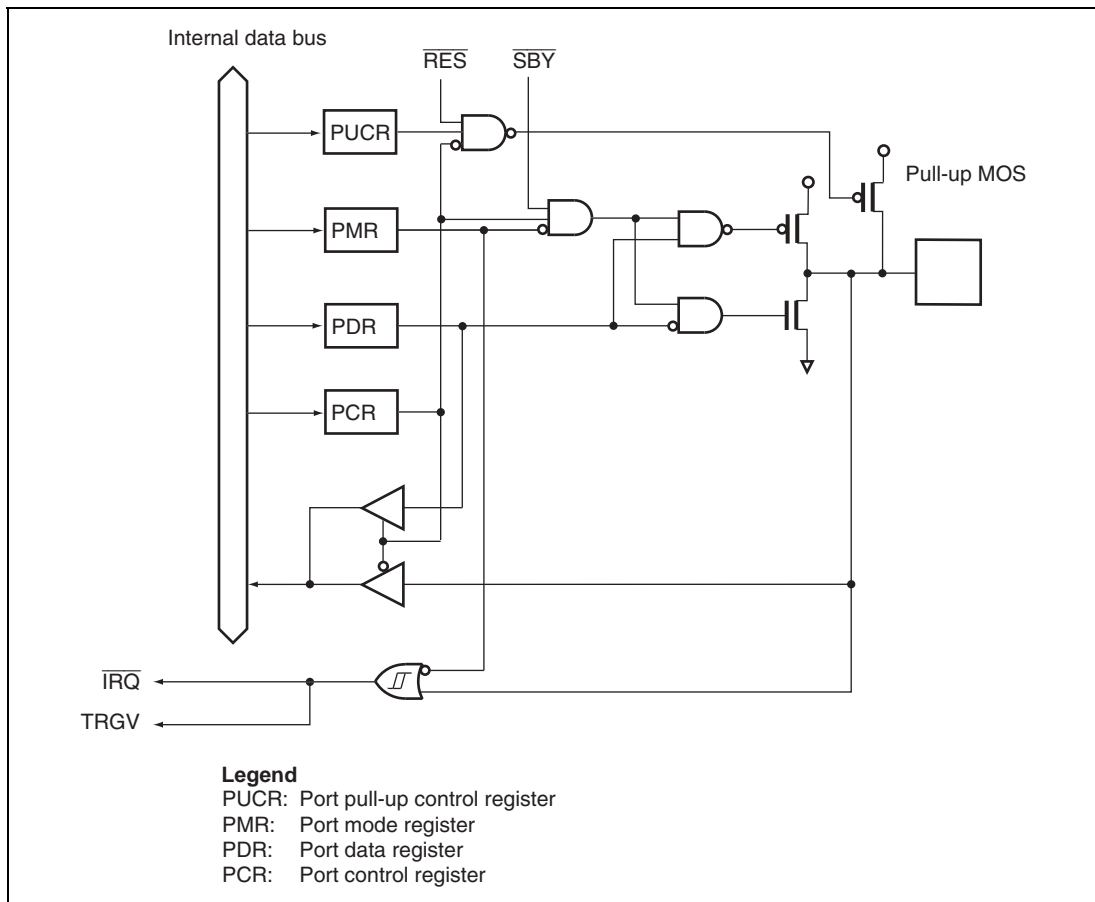 Internal data bus
RES SBY
PUCR
Pull-up MOS
PMR
PDR
PCR
IRQ
TRGV
Legend
PUCR: Port pull-up control register
PMR: Port mode register
PDR: Port data register
PCR: Port control register